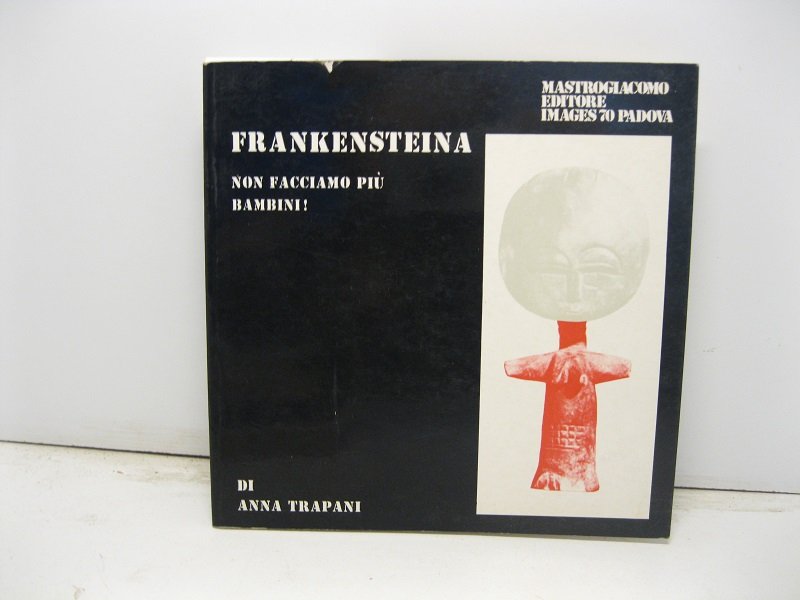 MASTROGIACOMO
EDITORE
IMAGES 70 PADOVA
FRANKENSTEINA
NON FACCIAMO PIÙ
BAMBINI!
DI
ANNA TRAPANI